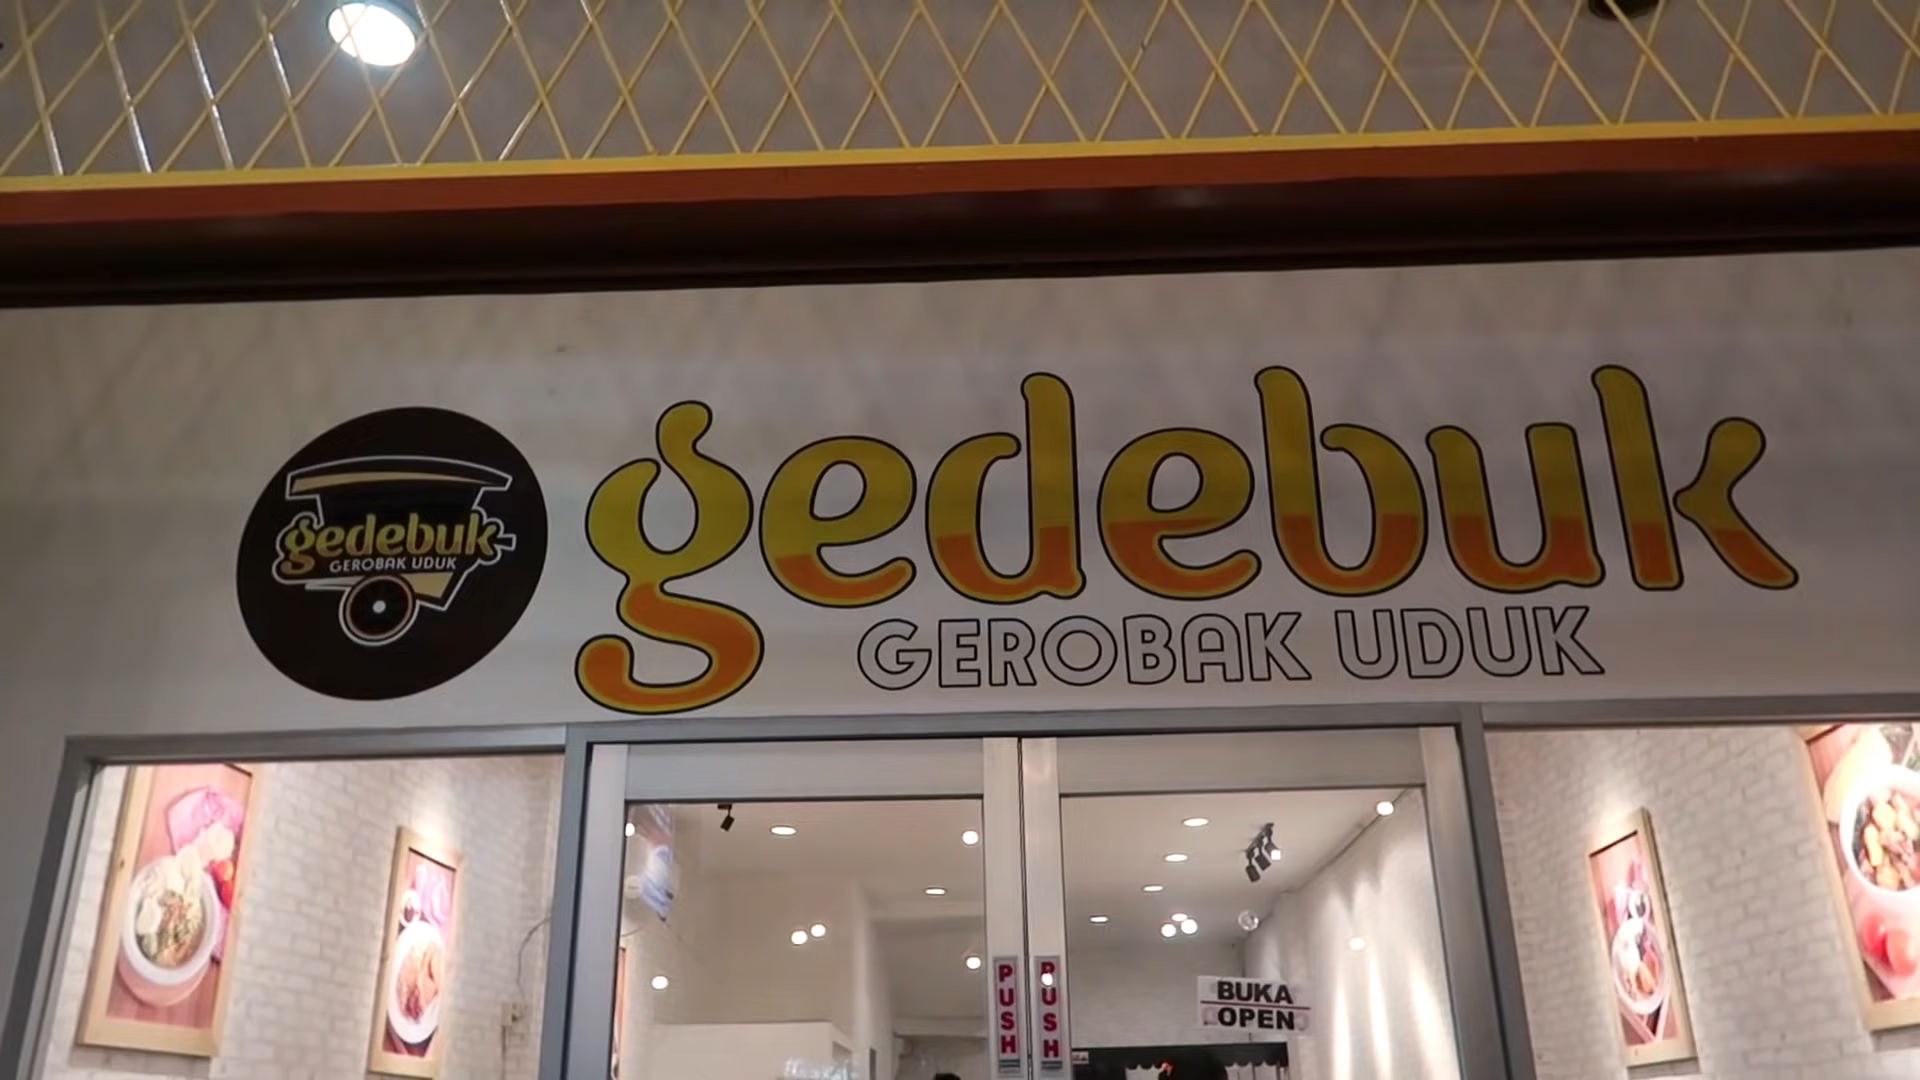 gedebuk
GEROBAK UDUK
gedebuk
GEROBAK UDUK
PUSH
PUSH
BUKA
OPEN